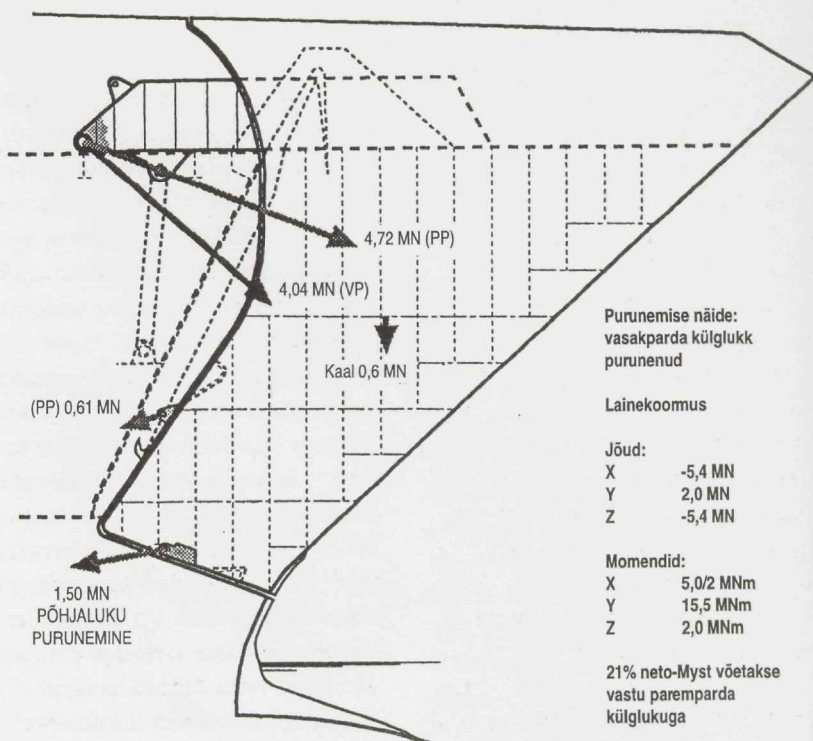 4,72 MN (PP)
4,04 MN (VP)
Kaal 0,6 MN
(PP) 0,61 MN
1,50 MN
PÕHJALUKU
PURUNEMINE
Purunemise näide:
vasakparda külglukk
purunenud
Lainekoormus
Jõud:
X -5,4 MN
Y 2,0 MN
Z -5,4 MN
Momendid:
X 5,0/2 MNm
Y 15,5 MNm
Z 2,0 MNm
21% neto-Myst võetakse
vastu paremparda
külglukuga